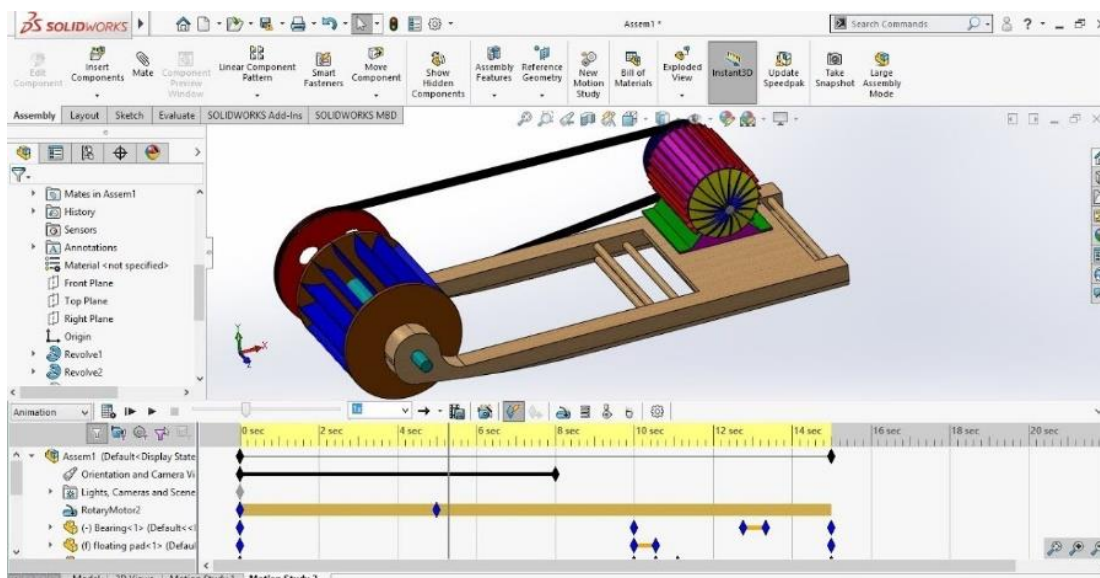 SOLIDWORKS
Assem1 *
Search Commands
Edit Component
Insert Components
Mate
Component Preview Window
Linear Component Pattern
Smart Fasteners
Move Component
Show Hidden Components
Assembly Features
Reference Geometry
New Motion Study
Bill of Materials
Exploded View
Instant3D
Update Speedpak
Take Snapshot
Large Assembly Mode
Assembly Layout Sketch Evaluate SOLIDWORKS Add-Ins SOLIDWORKS MBD
Mates in Assem1
History
Sensors
Annotations
Material <not specified>
Front Plane
Top Plane
Right Plane
Origin
Revolve1
Revolve2
Y
X
Z
Animation
0 sec 2 sec 4 sec 6 sec 8 sec 10 sec 12 sec 14 sec 16 sec 18 sec 20 sec
Assem1 (Default<Display State
Orientation and Camera Vi
Lights, Cameras and Scene
RotaryMotor2
(-) Bearing<1> (Default<<
(f) floating pad<1> (Defaul
Model 3D Views Motion Study 1 Motion Study 2